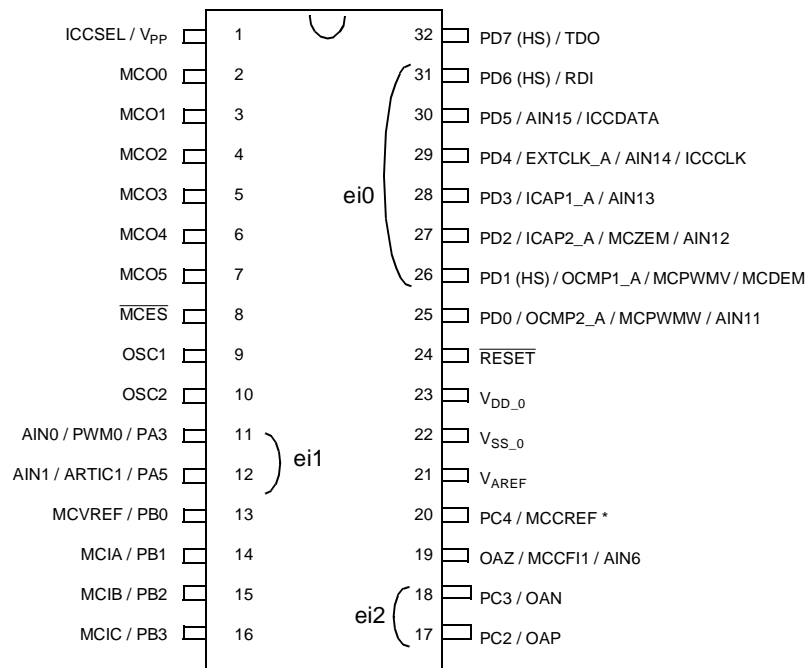 ICCSEL / VPP 1 32 PD7 (HS) / TDO
MCO0 2 31 PD6 (HS) / RDI
MCO1 3 30 PD5 / AIN15 / ICCDATA
MCO2 4 29 PD4 / EXTCLK_A / AIN14 / ICCCLK
MCO3 5 ei0 28 PD3 / ICAP1_A / AIN13
MCO4 6 27 PD2 / ICAP2_A / MCZEM / AIN12
MCO5 7 26 PD1 (HS) / OCMP1_A / MCPWMV / MCDEM
MCES 8 25 PD0 / OCMP2_A / MCPWMW / AIN11
OSC1 9 24 RESET
OSC2 10 23 VDD_0
AIN0 / PWM0 / PA3 11 ei1 22 VSS_0
AIN1 / ARTIC1 / PA5 12 21 VAREF
MCVREF / PB0 13 20 PC4 / MCCREF *
MCIA / PB1 14 19 OAZ / MCCFI1 / AIN6
MCIB / PB2 15 ei2 18 PC3 / OAN
MCIC / PB3 16 17 PC2 / OAP